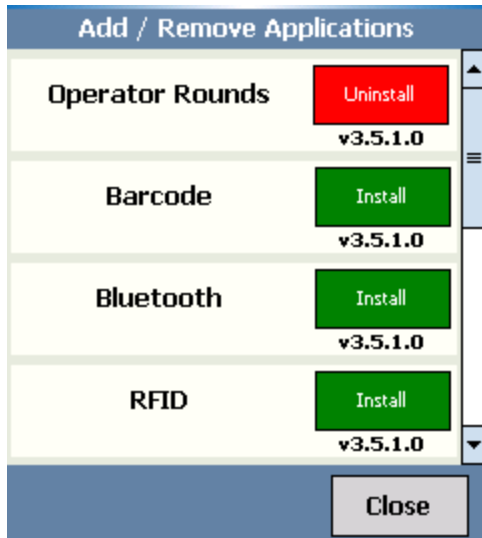 Add / Remove Applications
Operator Rounds
Uninstall
v3.5.1.0
Barcode
Install
v3.5.1.0
Bluetooth
Install
v3.5.1.0
RFID
Install
v3.5.1.0
Close